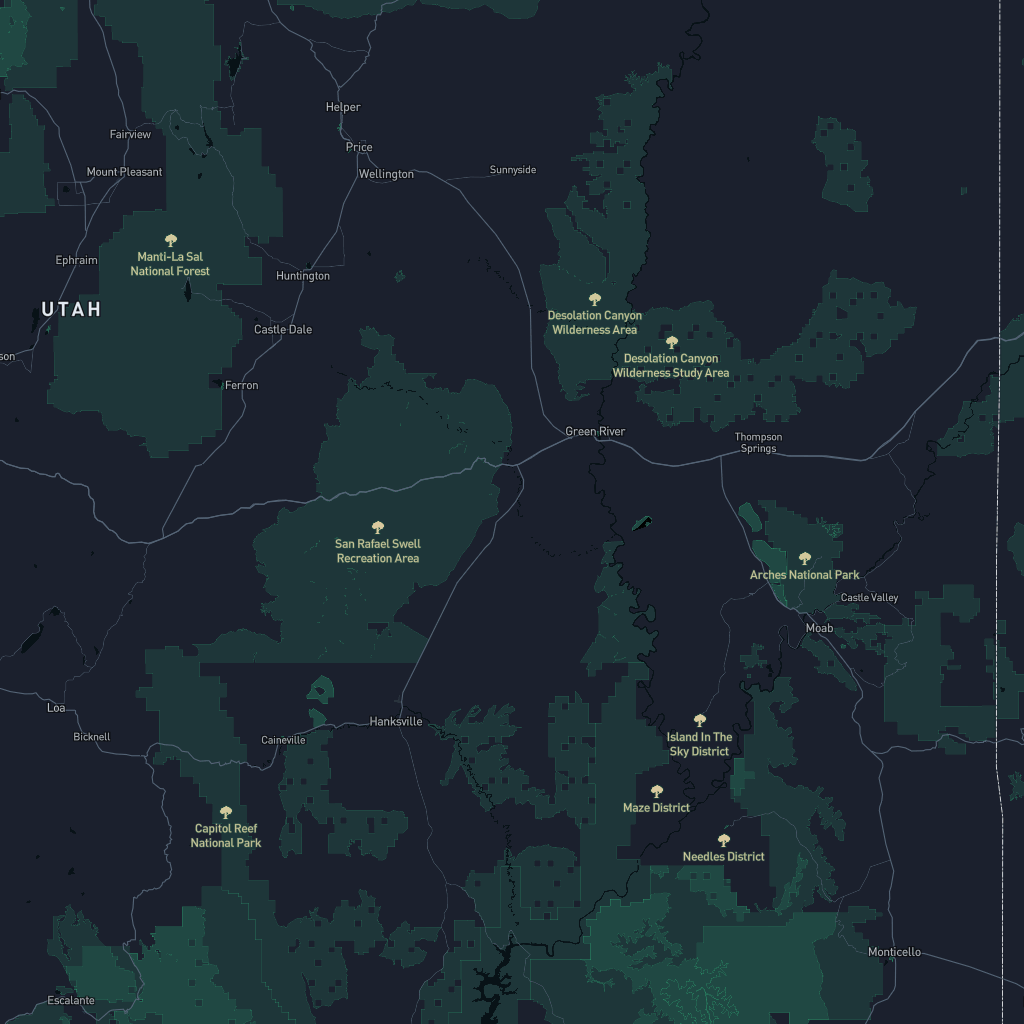 Helper
Fairview
Price
Mount Pleasant
Wellington
Sunnyside
Manti-La Sal
National Forest
Ephraim
Huntington
UTAH
Desolation Canyon
Wilderness Area
Castle Dale
son
Desolation Canyon
Wilderness Study Area
Ferron
Green River
Thompson
Springs
San Rafael Swell
Recreation Area
Arches National Park
Castle Valley
Moab
Loa
Hanksville
Bicknell
Caineville
Island In The
Sky District
Maze District
Capitol Reef
National Park
Needles District
Monticello
Escalante